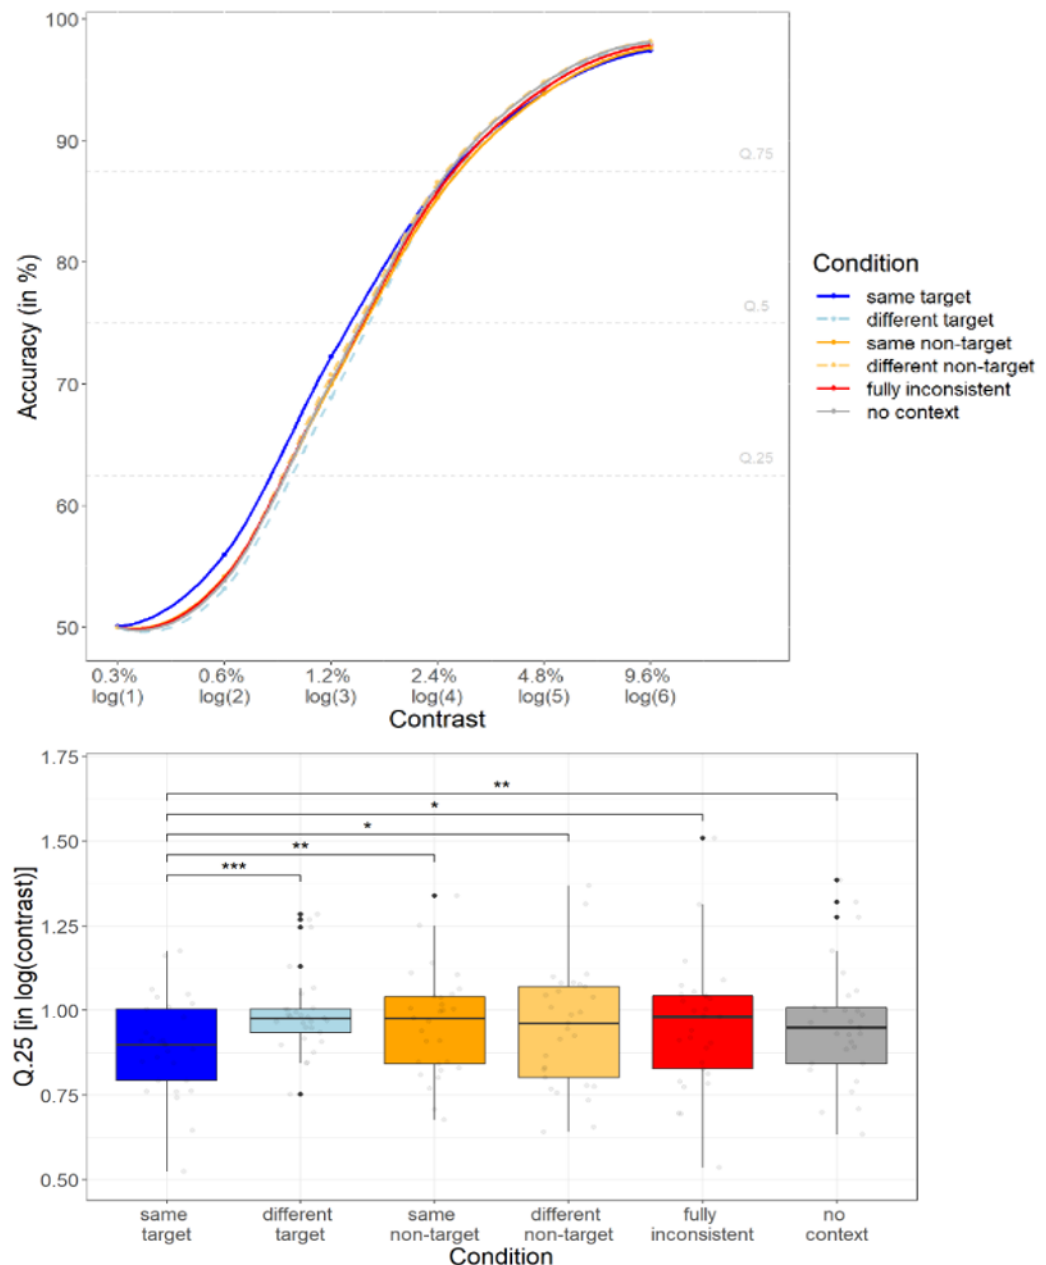 100
90
80
70
60
50
Accuracy (in %)
Q.75
Q.5
Q.25
0.3% 0.6% 1.2% 2.4% 4.8% 9.6%
log(1) log(2) log(3) log(4) log(5) log(6)
Contrast
Condition
same target
different target
same non-target
different non-target
fully inconsistent
no context
1.75
1.50
1.25
1.00
0.75
0.50
Q.25 [in log(contrast)]
**
*
*
**
***
same different same different fully no
target target non-target non-target inconsistent context
Condition